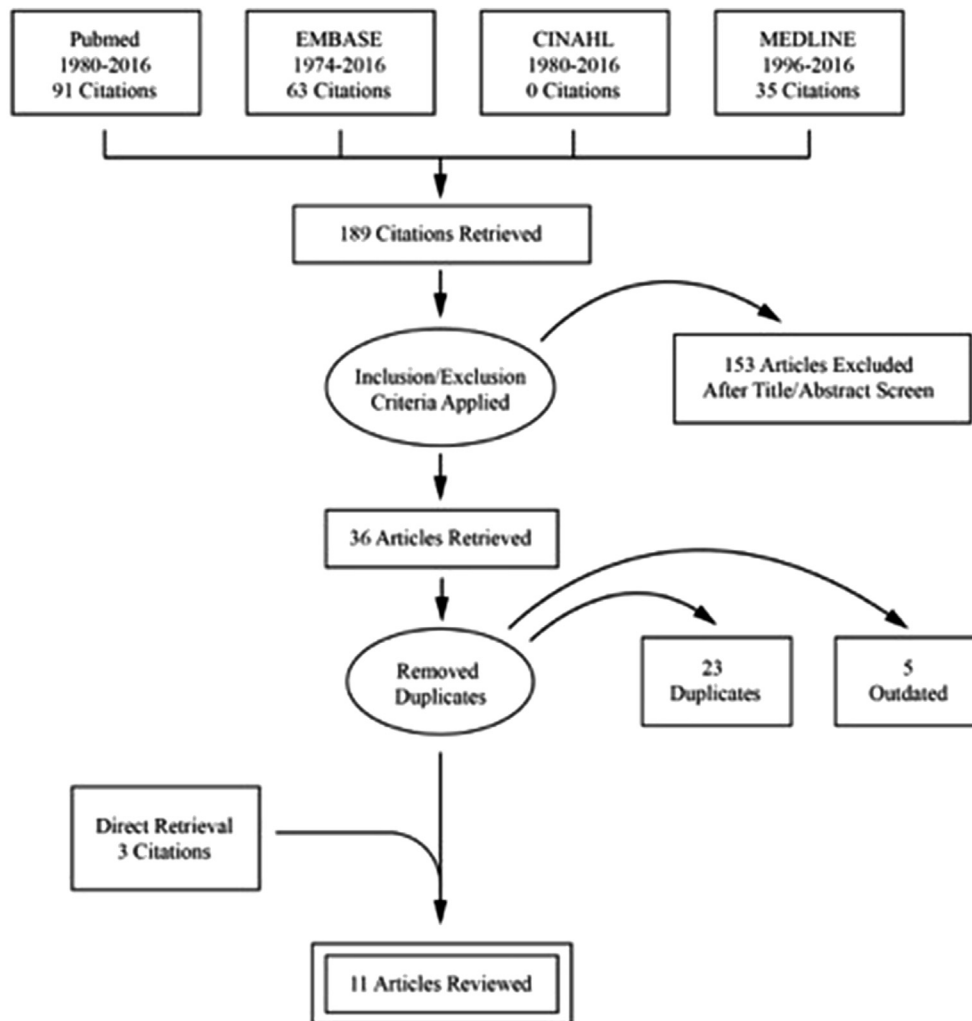 Pubmed
1980-2016
91 Citations
EMBASE
1974-2016
63 Citations
CINAHL
1980-2016
0 Citations
MEDLINE
1996-2016
35 Citations
189 Citations Retrieved
Inclusion/Exclusion
Criteria Applied
153 Articles Excluded
After Title/Abstract Screen
36 Articles Retrieved
Removed
Duplicates
23
Duplicates
5
Outdated
Direct Retrieval
3 Citations
11 Articles Reviewed